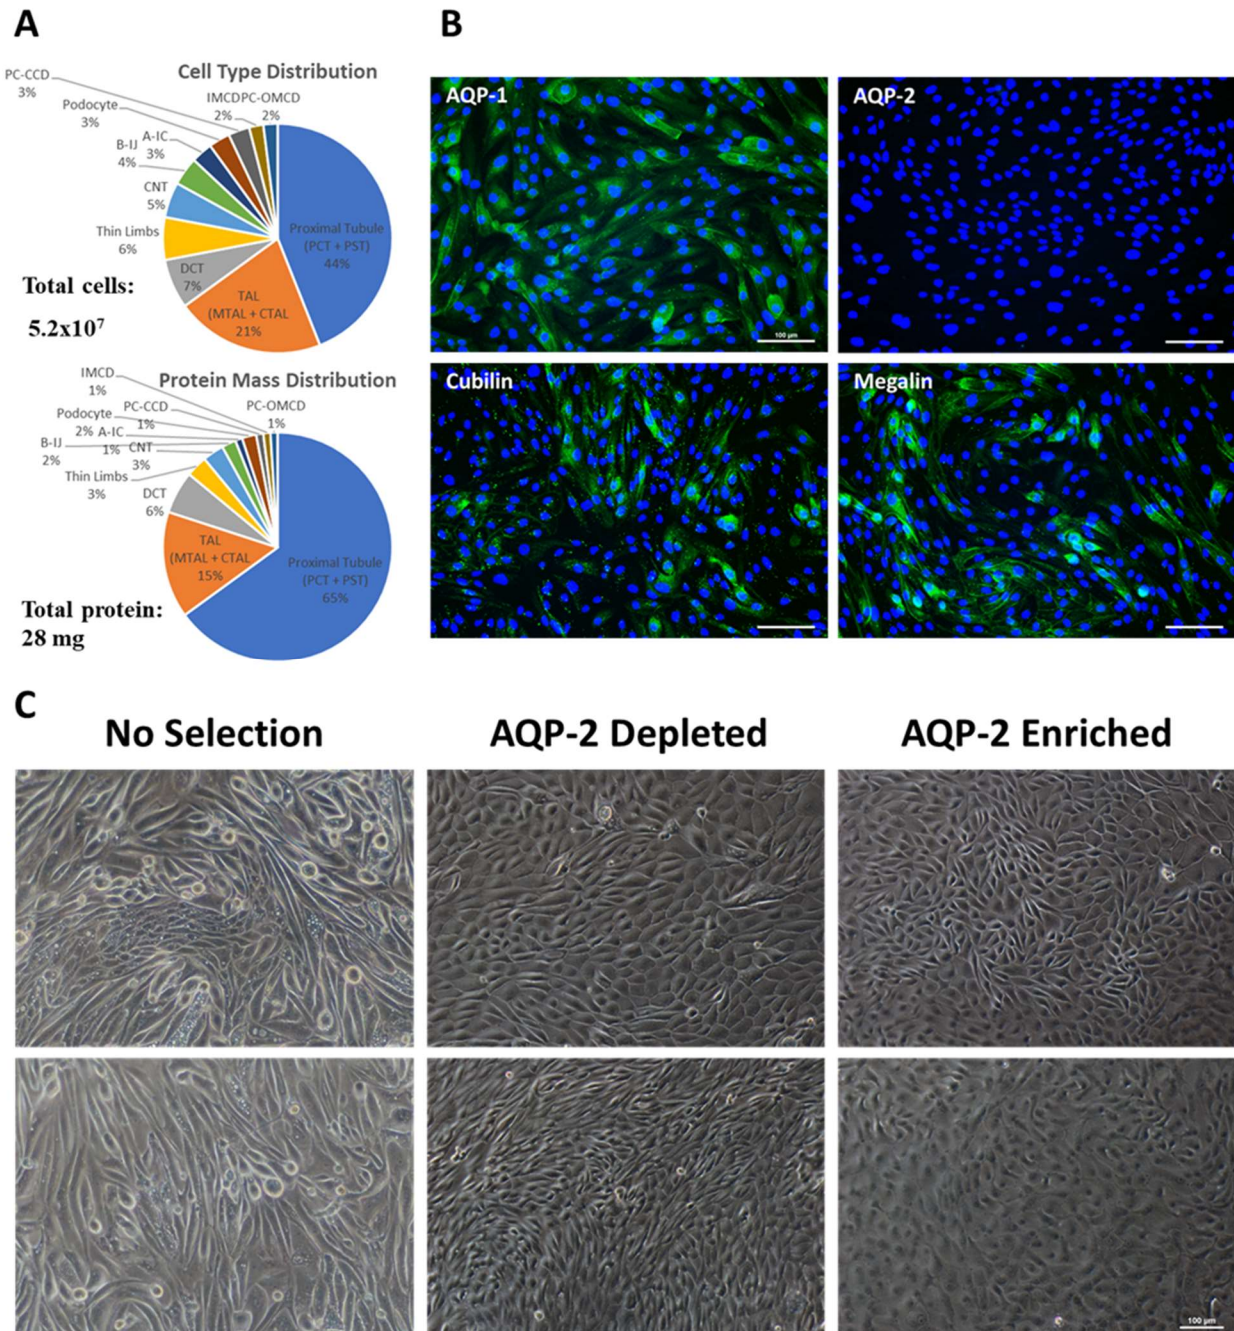 A
Cell Type Distribution
PC-CCD
3%
Podocyte
3%
B-IJ
4%
A-IC
3%
IMCD
2%
PC-OMCD
2%
CNT
5%
Thin Limbs
6%
DCT
7%
TAL
(MTAL + CTAL
21%
Proximal Tubule
(PCT + PST)
44%
Total cells:
5.2x10⁷
Protein Mass Distribution
IMCD
1%
PC-CCD
1%
PC-OMCD
1%
Podocyte
2%
A-IC
1%
B-IJ
2%
CNT
3%
Thin Limbs
3%
DCT
6%
TAL
(MTAL + CTAL
15%
Proximal Tubule
(PCT + PST)
65%
Total protein:
28 mg
B
AQP-1
100 µm
AQP-2
Cubilin
Megalin
C
No Selection
AQP-2 Depleted
AQP-2 Enriched
100 µm